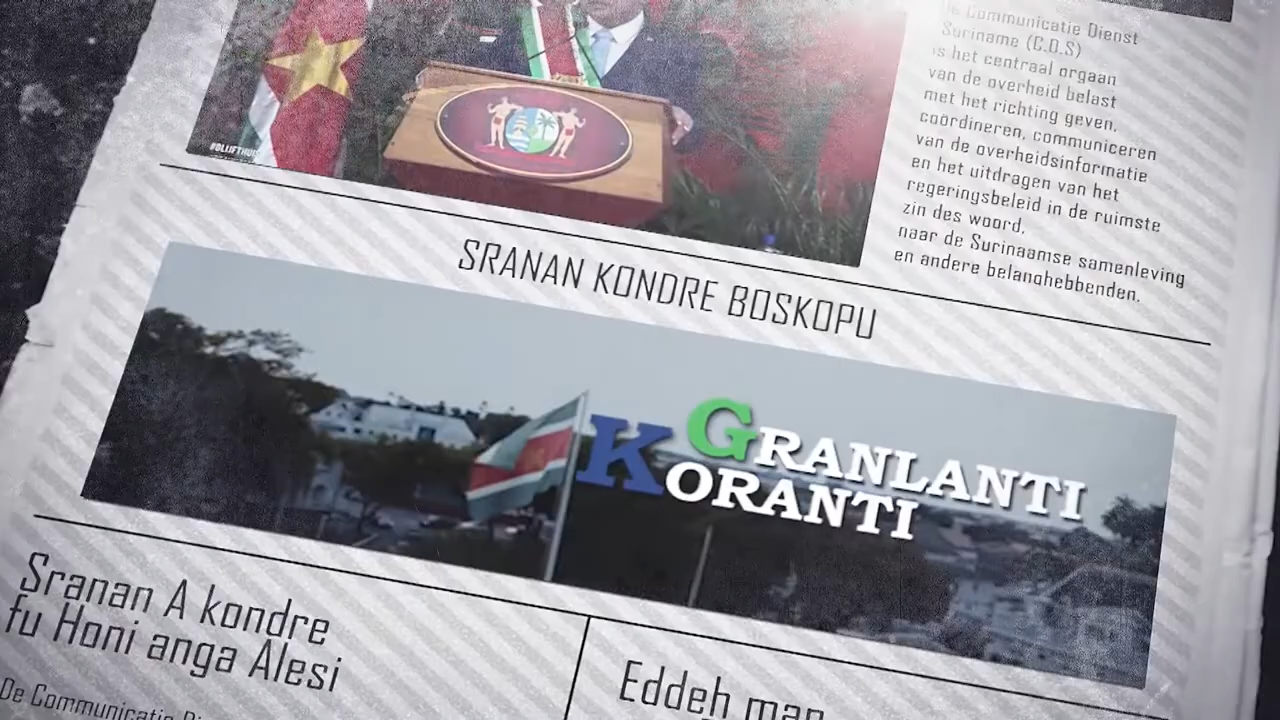 De Communicatie Dienst
Suriname (C.D.S)
is het centraal orgaan
van de overheid belast
met het richting geven,
coördineren, communiceren
van de overheidsinformatie
en het uitdragen van het
regeringsbeleid in de ruimste
zin des woord,
naar de Surinaamse samenleving
en andere belanghebbenden.
SRANAN KONDRE BOSKOPU
GRANLANTI
KORANTI
Sranan A kondre
fu Honi anga Alesi
De Communicatie
Eddeh man